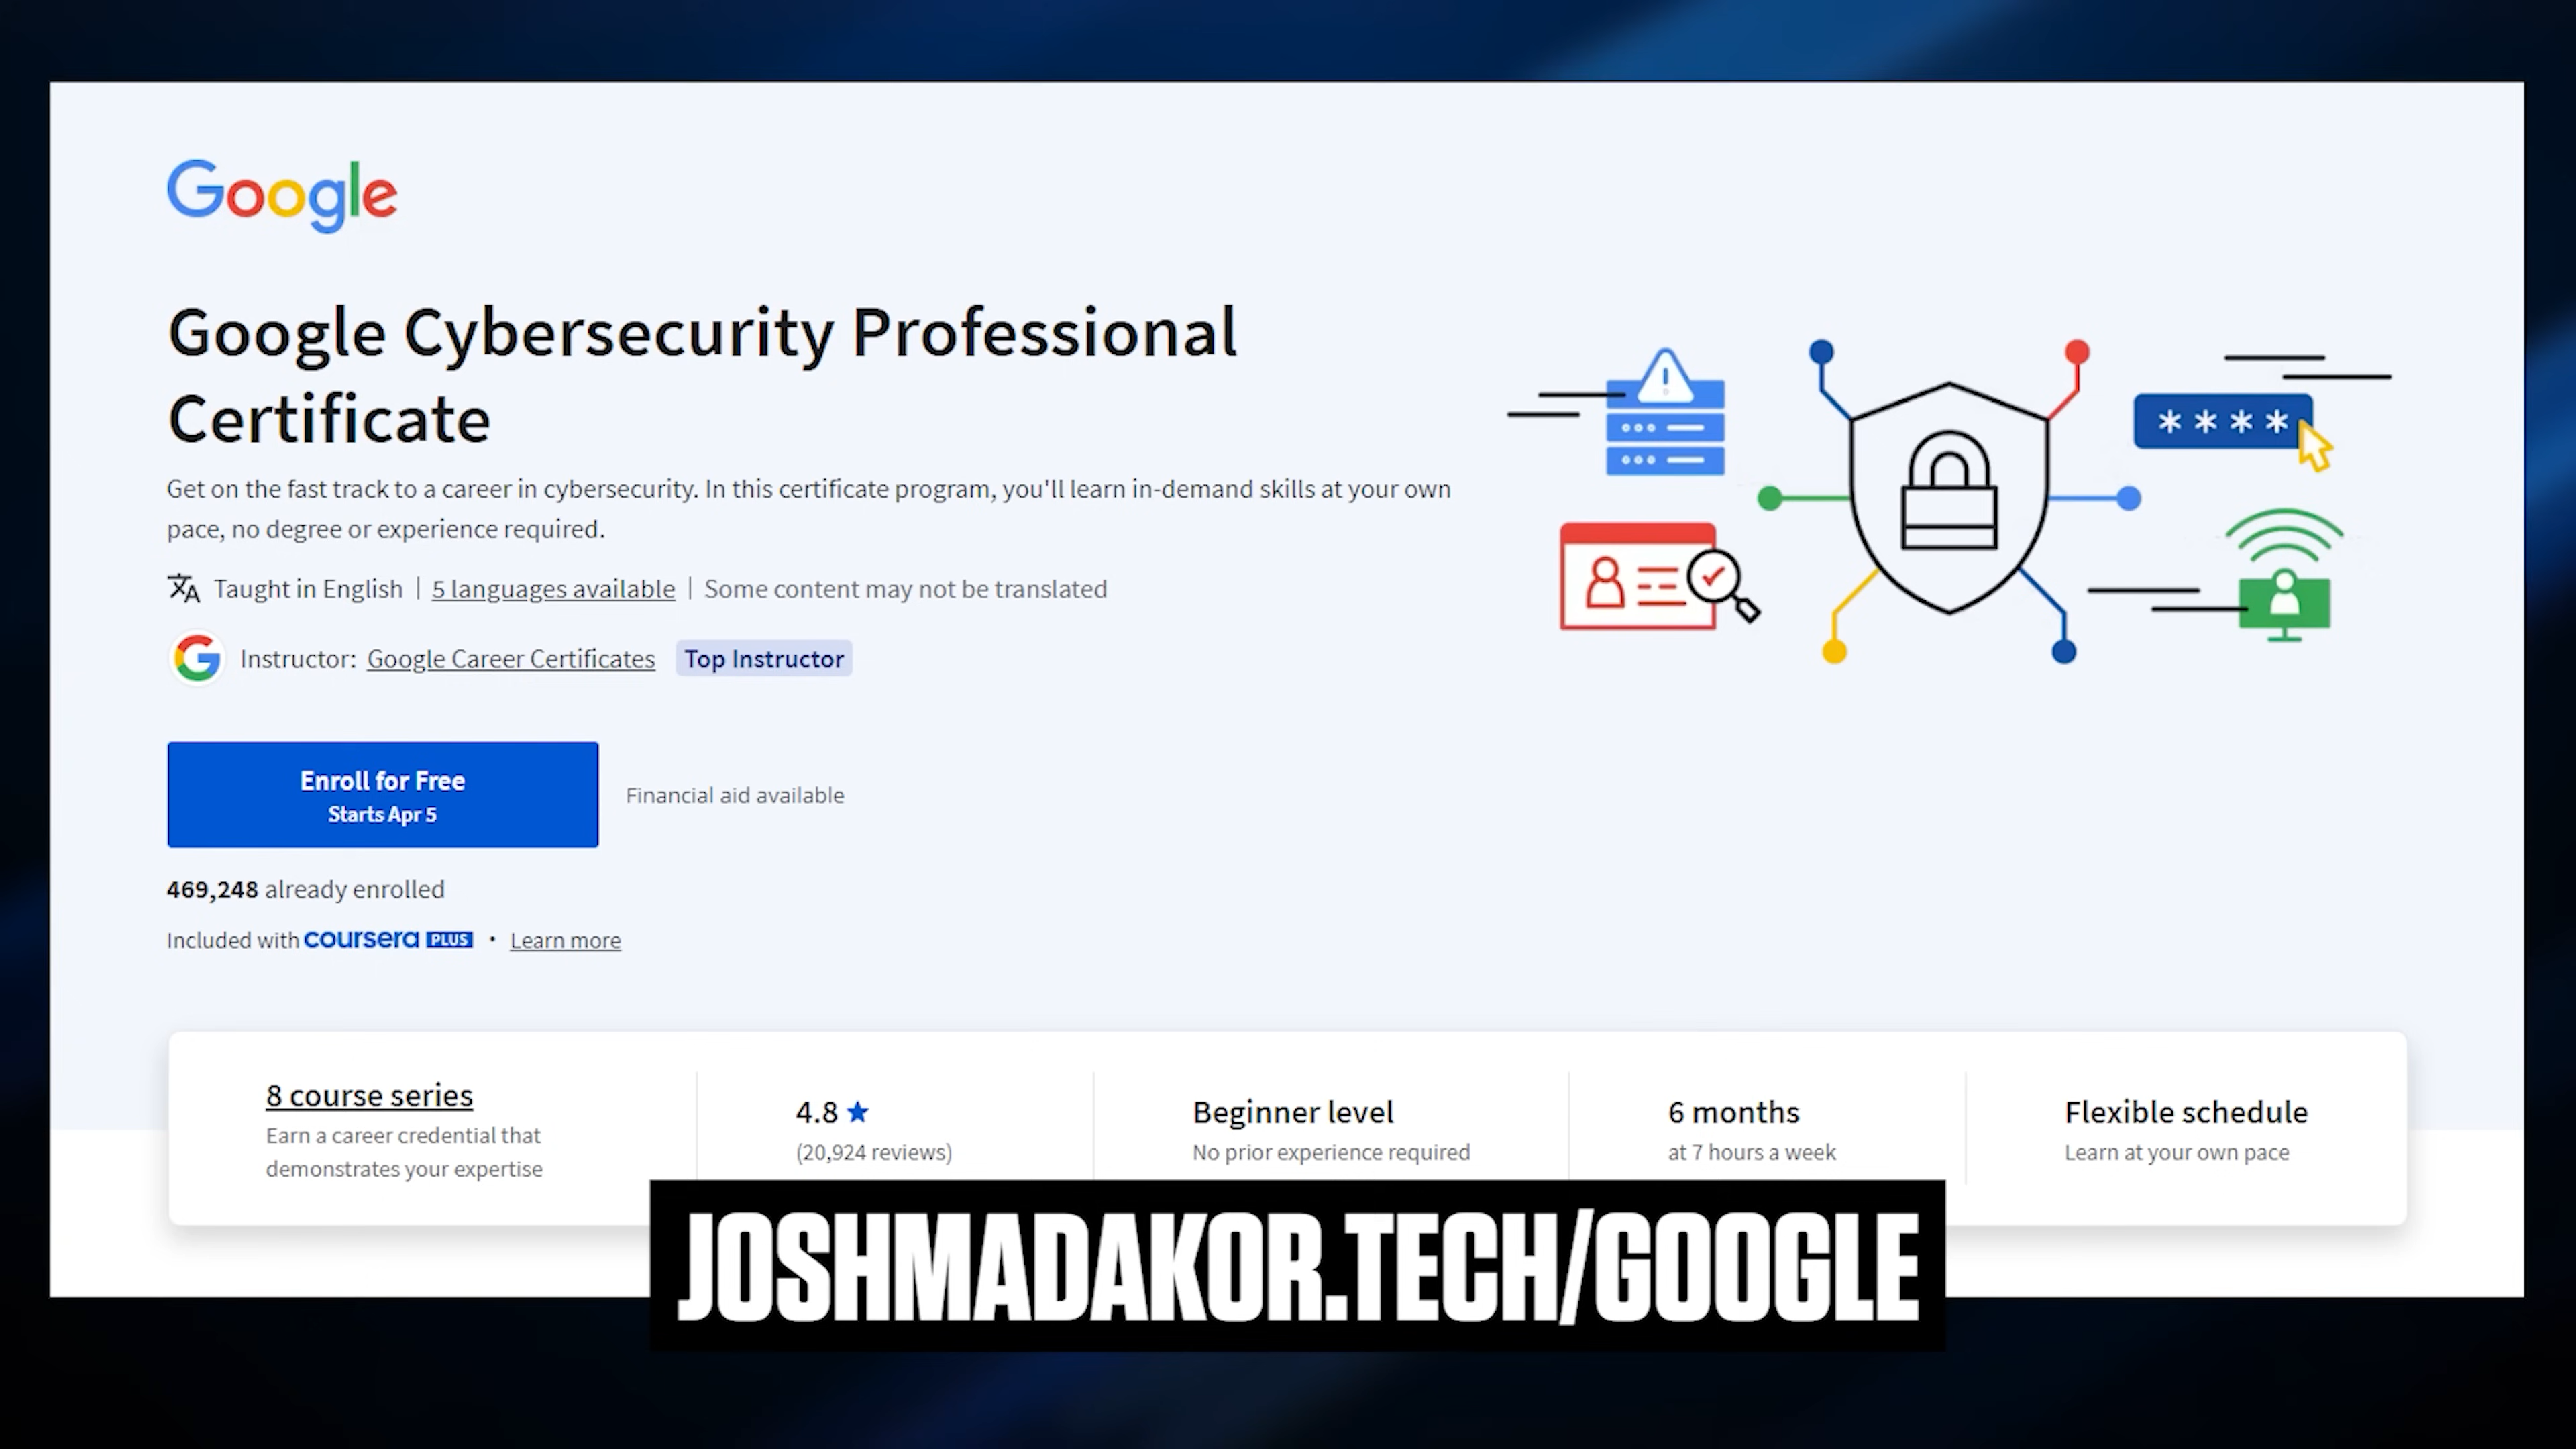 Google
Google Cybersecurity Professional
Certificate
Get on the fast track to a career in cybersecurity. In this certificate program, you'll learn in-demand skills at your own
pace, no degree or experience required.
Taught in English | 5 languages available | Some content may not be translated
Instructor: Google Career Certificates Top Instructor
Enroll for Free
Starts Apr 5
Financial aid available
469,248 already enrolled
Included with coursera PLUS • Learn more
8 course series
Earn a career credential that
demonstrates your expertise
4.8 ★
(20,924 reviews)
Beginner level
No prior experience required
6 months
at 7 hours a week
Flexible schedule
Learn at your own pace
JOSHMADAKOR.TECH/GOOGLE